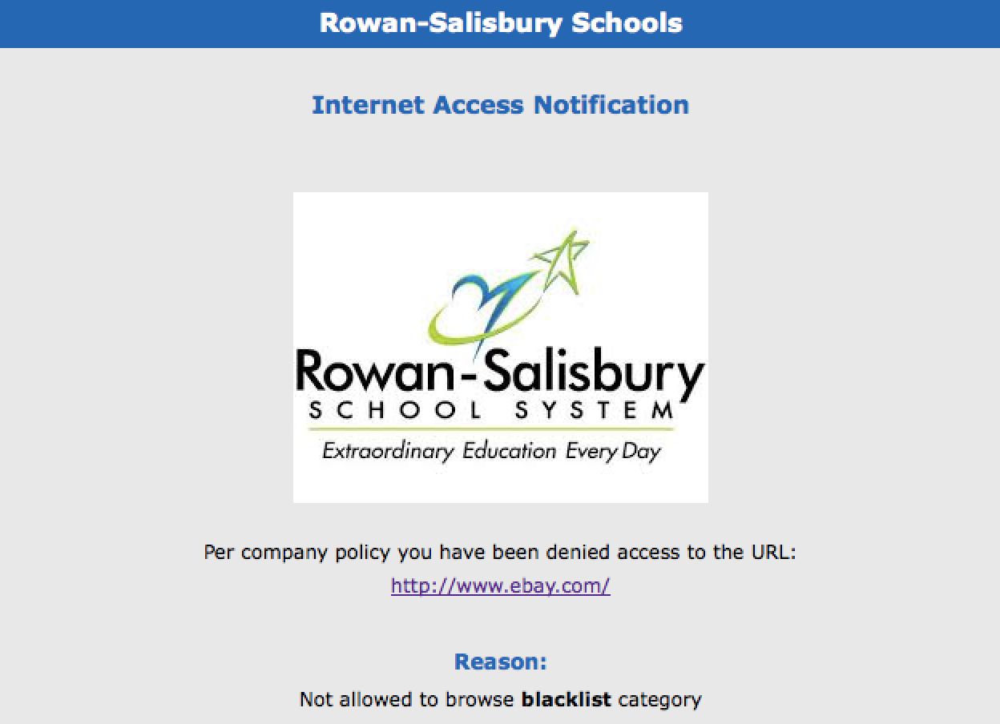 Rowan-Salisbury Schools
Internet Access Notification
Rowan-Salisbury
SCHOOL SYSTEM
Extraordinary Education Every Day
Per company policy you have been denied access to the URL:
http://www.ebay.com/
Reason:
Not allowed to browse blacklist category